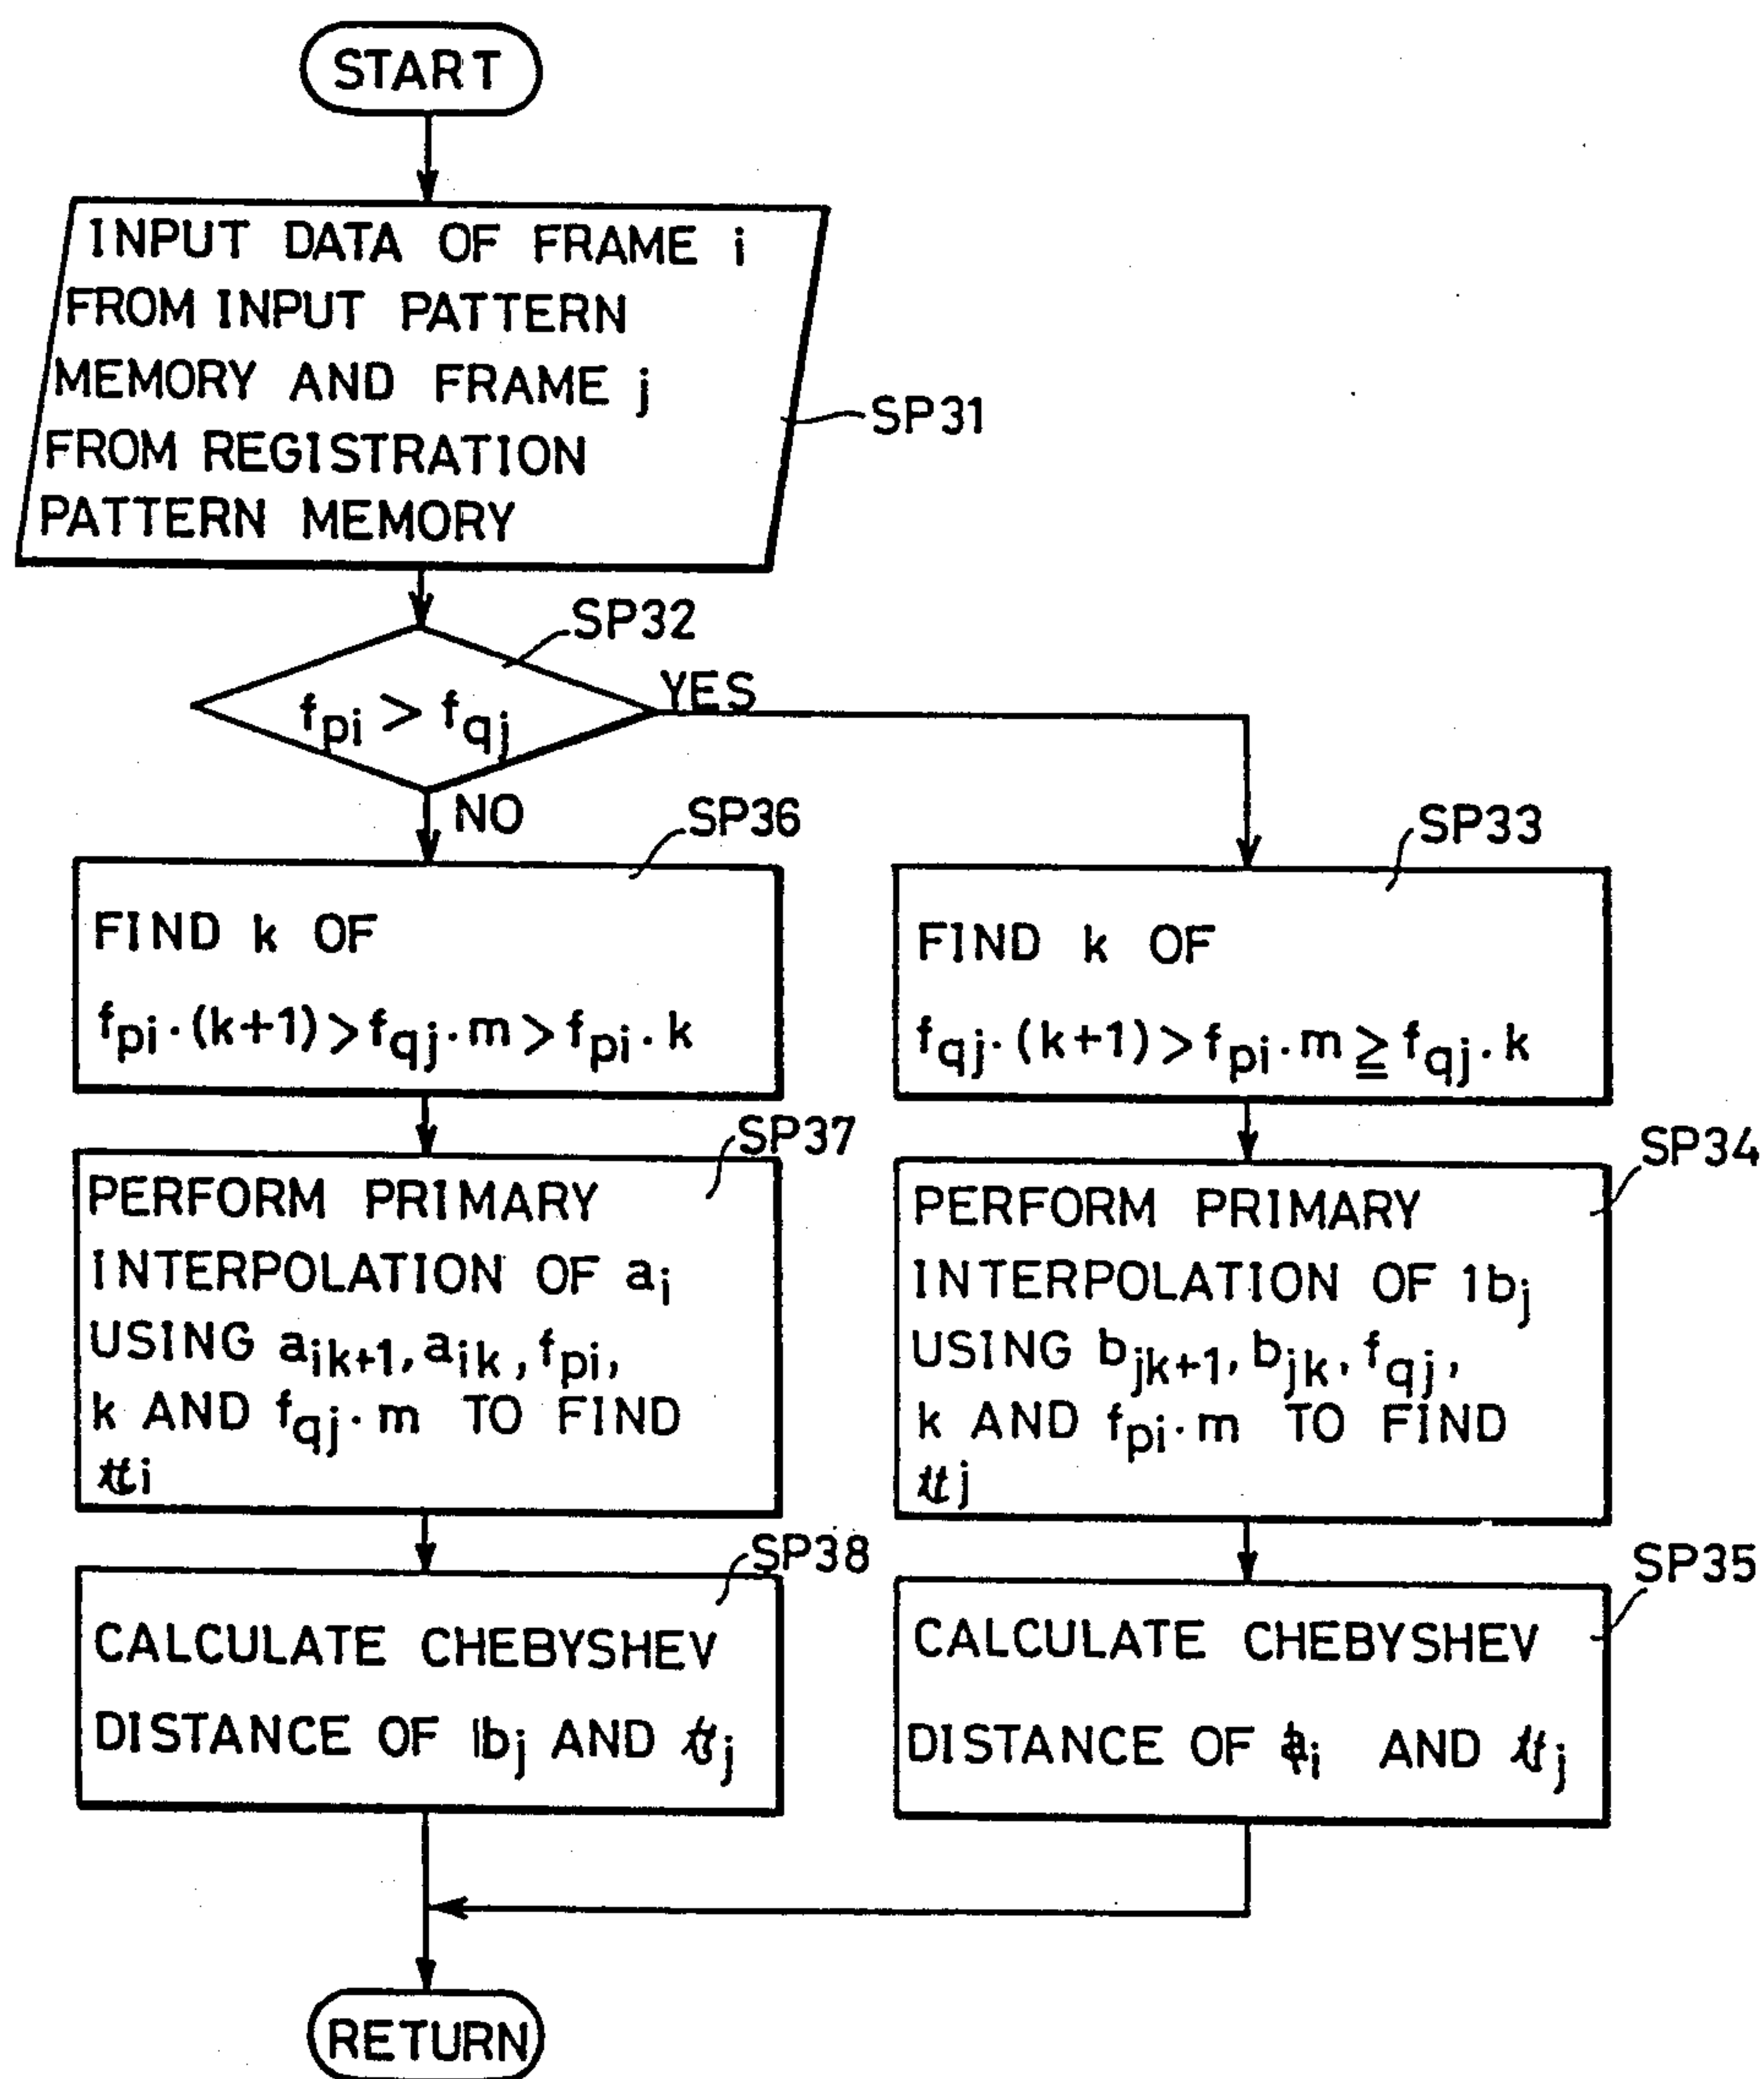 START
INPUT DATA OF FRAME i
FROM INPUT PATTERN
MEMORY AND FRAME j
FROM REGISTRATION
PATTERN MEMORY
SP31
SP32
fpi > fqj
YES
NO
SP36
FIND k OF
fpi·(k+1)>fqj·m>fpi·k
SP33
FIND k OF
fqj·(k+1)>fpi·m≧fqj·k
SP37
PERFORM PRIMARY
INTERPOLATION OF ai
USING aik+1, aik, fpi,
k AND fqj·m TO FIND
i
SP34
PERFORM PRIMARY
INTERPOLATION OF 1bj
USING bjk+1, bjk, fqj,
k AND fpi·m TO FIND
j
SP38
CALCULATE CHEBYSHEV
DISTANCE OF lbj AND j
SP35
CALCULATE CHEBYSHEV
DISTANCE OF i AND j
RETURN